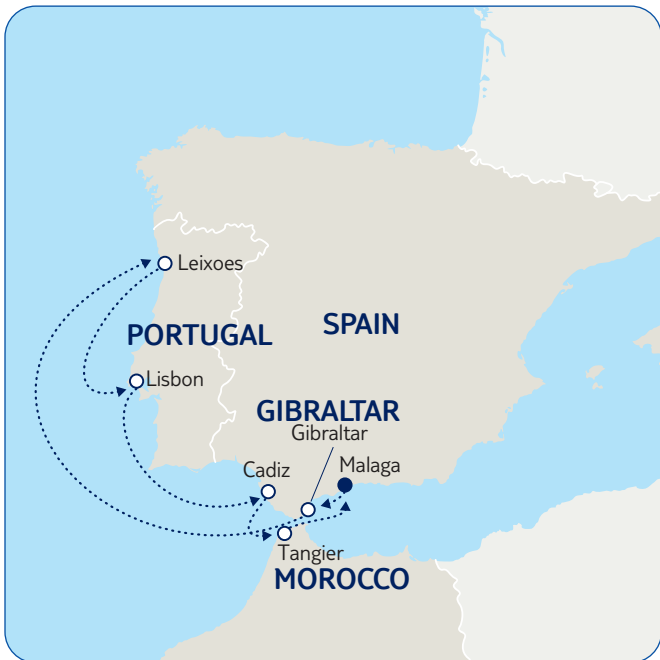 Leixoes
SPAIN
PORTUGAL
Lisbon
GIBRALTAR
Gibraltar
Malaga
Cadiz
Tangier
MOROCCO